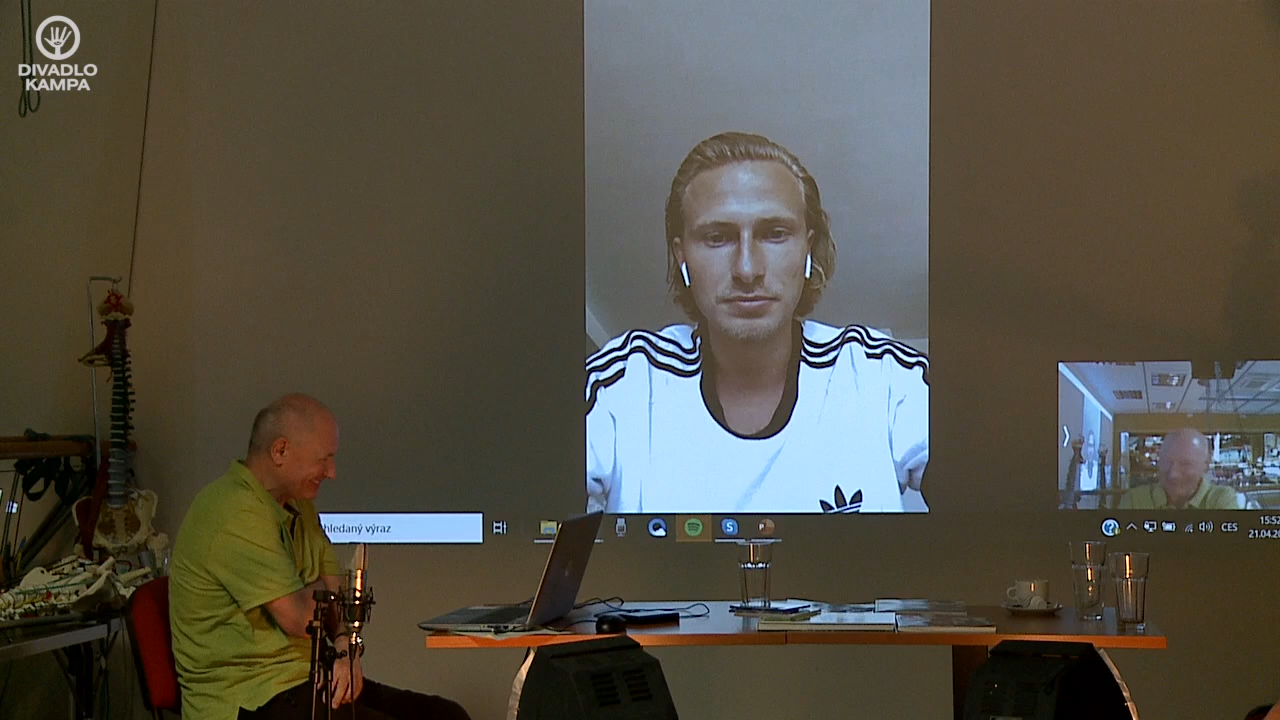 DIVADLO
KAMPA
hledaný výraz
CES
15:52
21.04.20